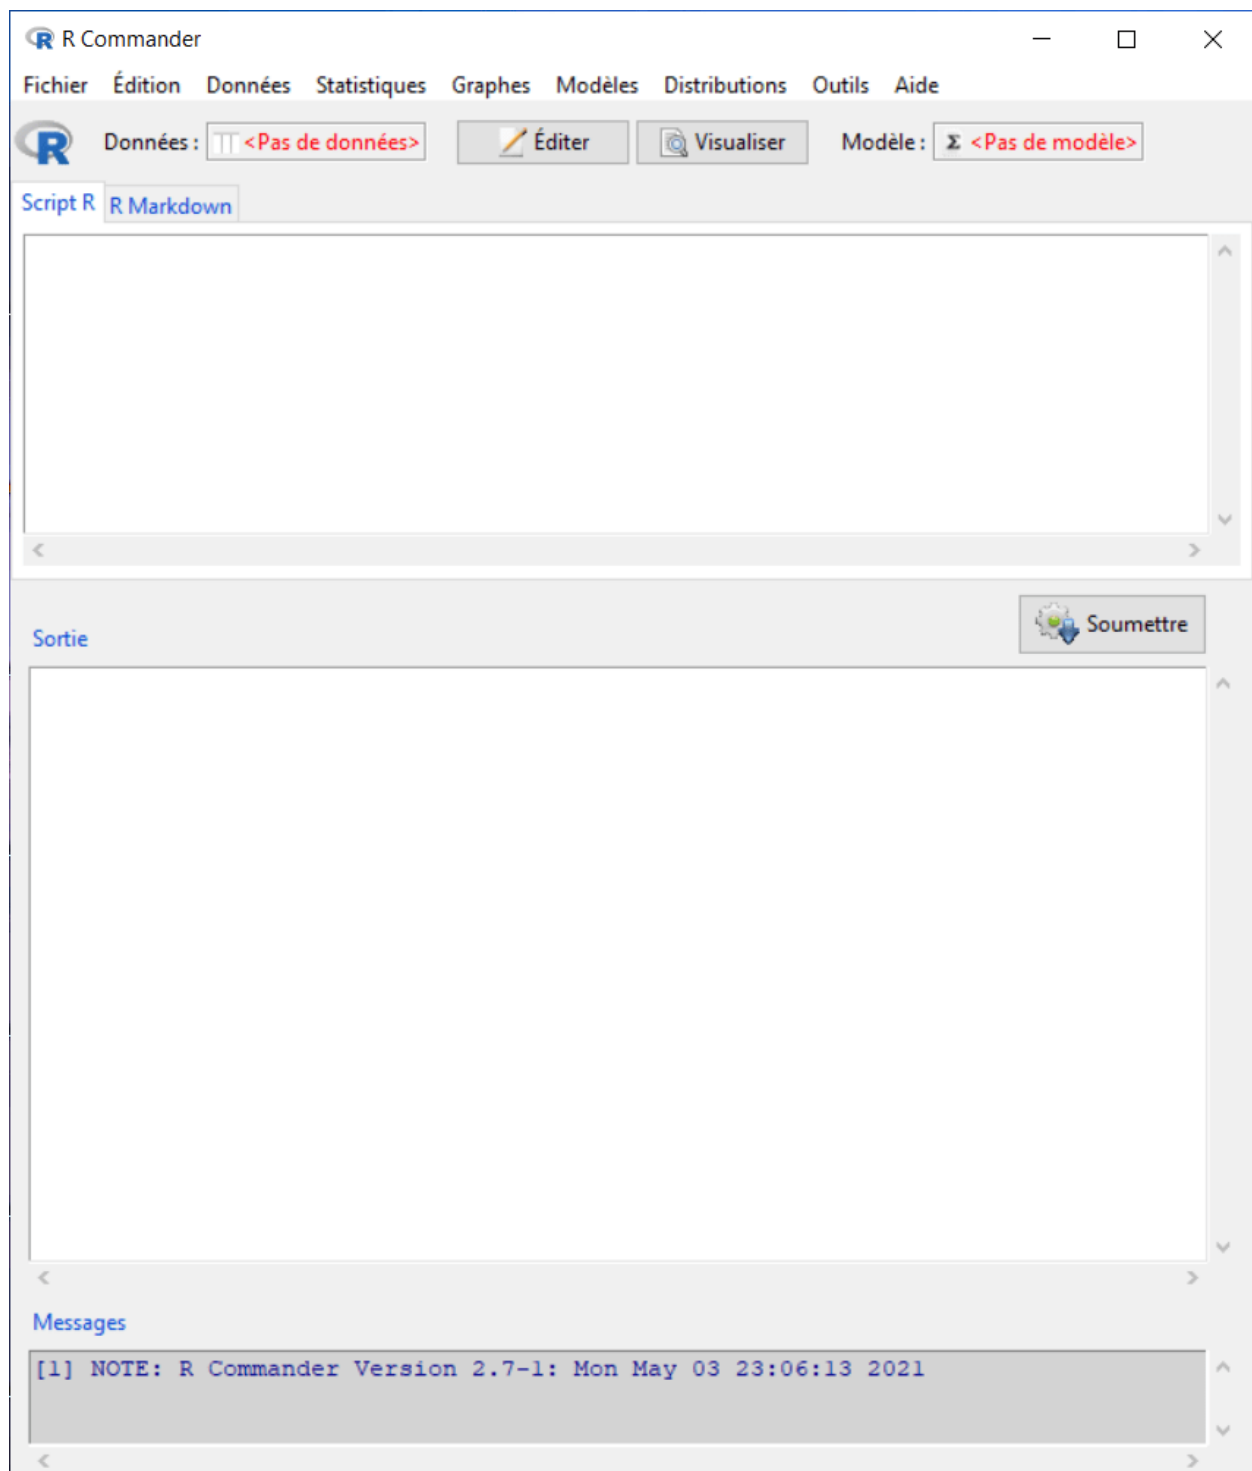 R Commander
Fichier Édition Données Statistiques Graphes Modèles Distributions Outils Aide
R Données : <Pas de données> Éditer Visualiser Modèle : Σ <Pas de modèle>
Script R R Markdown
Soumettre
Sortie
Messages
[1] NOTE: R Commander Version 2.7-1: Mon May 03 23:06:13 2021